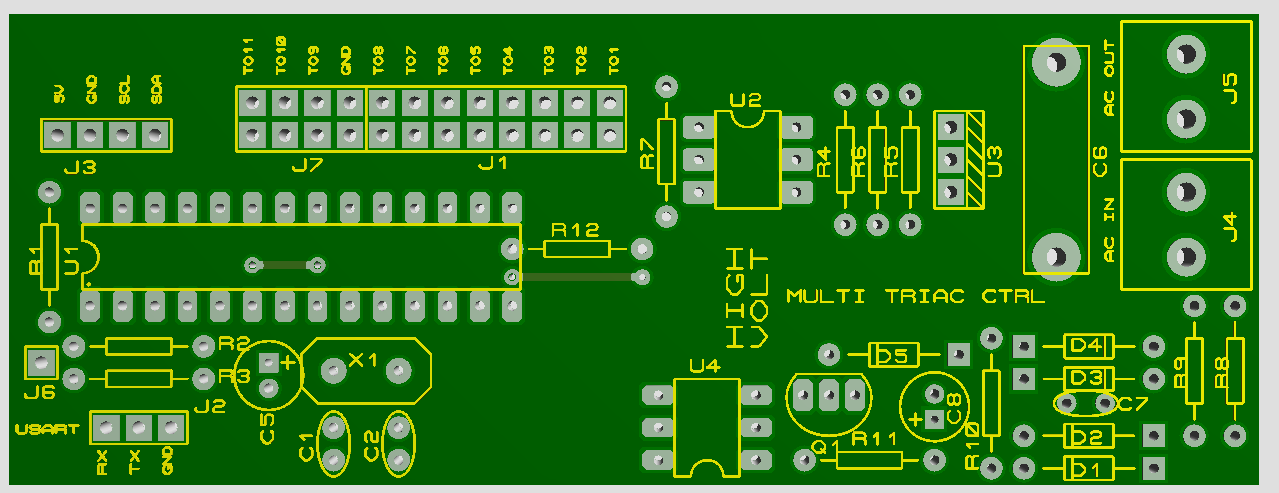 TO11 TO10 TO9 GND TO8 TO7 TO6 TO5 TO4 TO3 TO2 TO1
5V GND SCL SDA
J3
J7
J1
R7
U2
R4
R6
R5
U3
C6
AC OUT
J5
AC IN
J4
R1
U1
R12
HIGH
VOLT
MULTI TRIAC CTRL
R2
R3
J6
J2
USART
RX TX GND
C5
+
X1
C1
C2
U4
D5
Q1
R11
+
C8
R10
D4
D3
C7
D2
D1
R9
R8